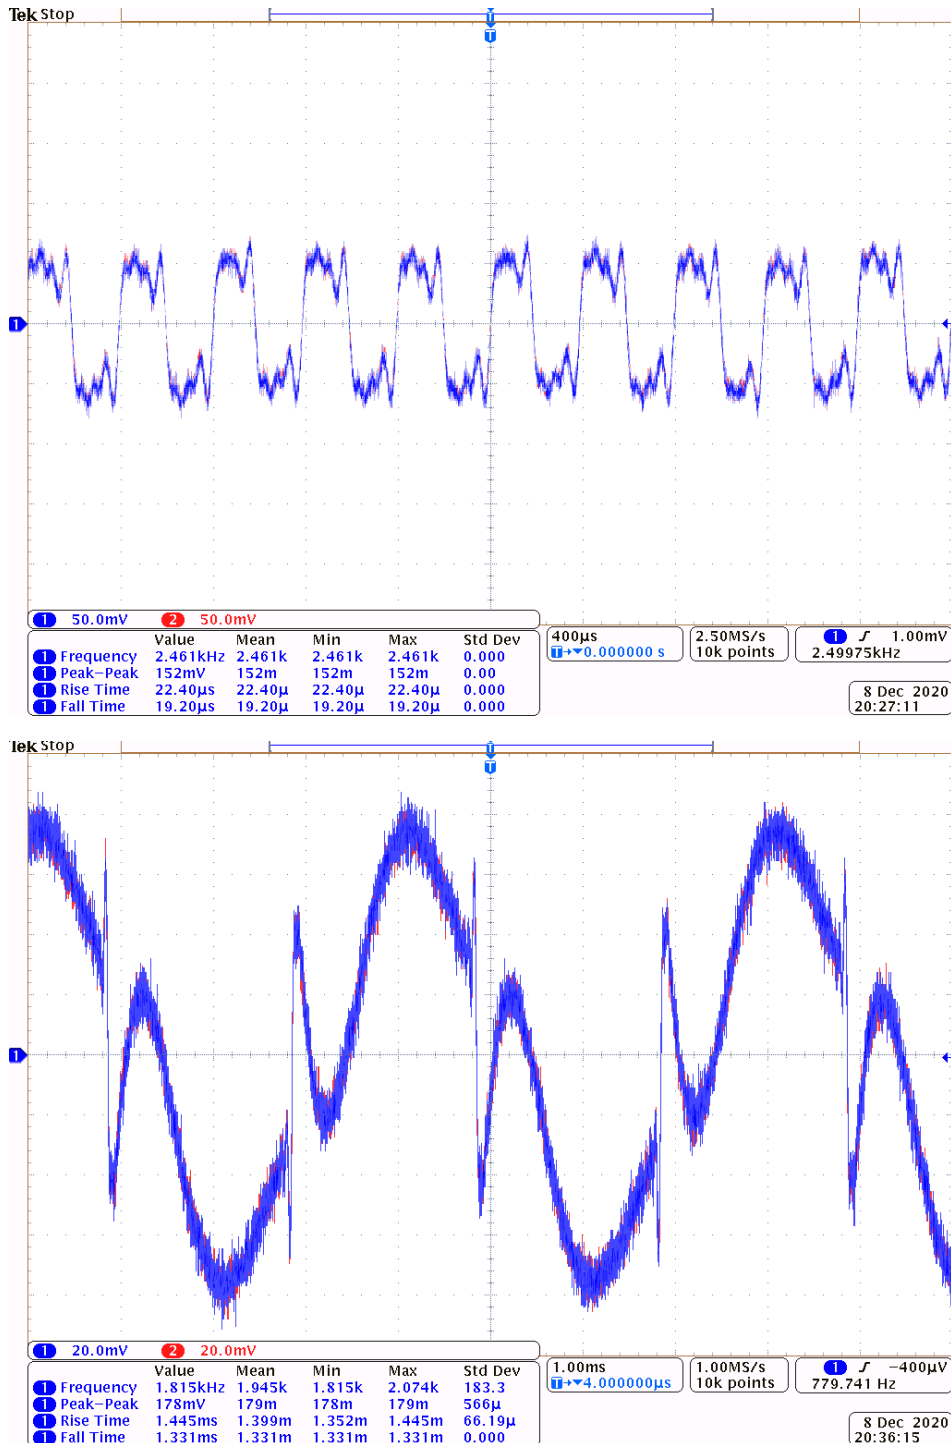 Tek Stop
T
T
1
1 50.0mV 2 50.0mV
Value Mean Min Max Std Dev
1 Frequency 2.461kHz 2.461k 2.461k 2.461k 0.000
1 Peak-Peak 152mV 152m 152m 152m 0.00
1 Rise Time 22.40µs 22.40µ 22.40µ 22.40µ 0.000
1 Fall Time 19.20µs 19.20µ 19.20µ 19.20µ 0.000
400µs
T→▼0.000000 s
2.50MS/s
10k points
1 ʃ 1.00mV
2.49975kHz
8 Dec 2020
20:27:11
Tek Stop
T
T
1
1 20.0mV 2 20.0mV
Value Mean Min Max Std Dev
1 Frequency 1.815kHz 1.945k 1.815k 2.074k 183.3
1 Peak-Peak 178mV 179m 178m 179m 566µ
1 Rise Time 1.445ms 1.399m 1.352m 1.445m 66.19µ
1 Fall Time 1.331ms 1.331m 1.331m 1.331m 0.000
1.00ms
T→▼4.000000µs
1.00MS/s
10k points
1 ʃ -400µV
779.741 Hz
8 Dec 2020
20:36:15